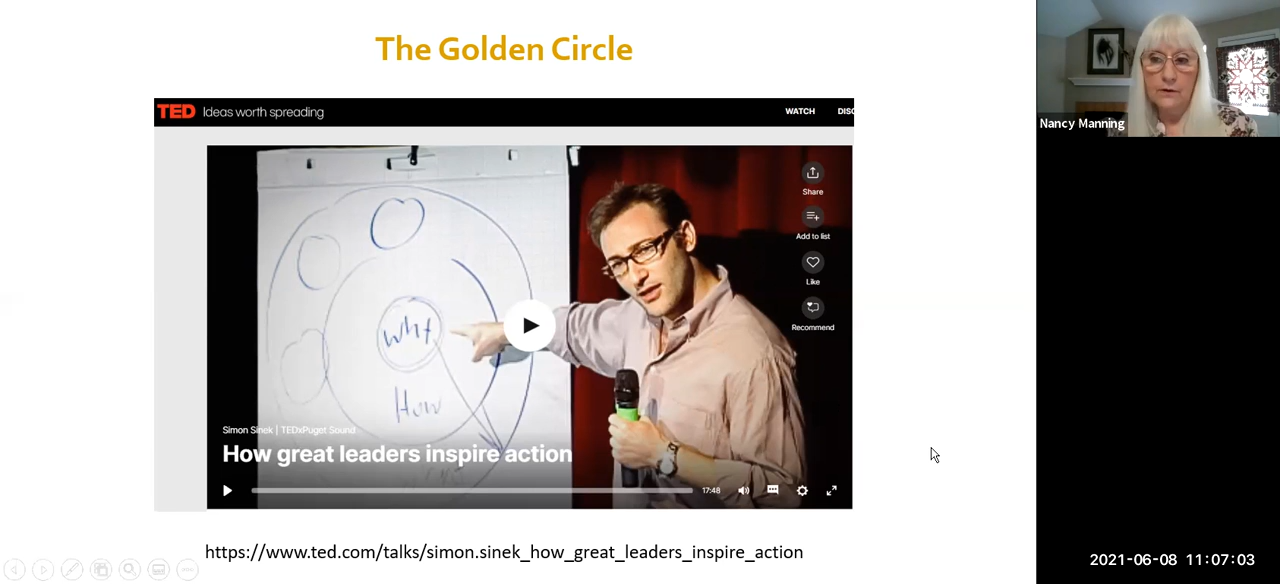 The Golden Circle
TED Ideas worth spreading
WATCH
DISC
Nancy Manning
Share
Add to list
Like
Recommend
Why
How
Simon Sinek | TEDxPuget Sound
How great leaders inspire action
17:48
https://www.ted.com/talks/simon.sinek_how_great_leaders_inspire_action
2021-06-08 11:07:03